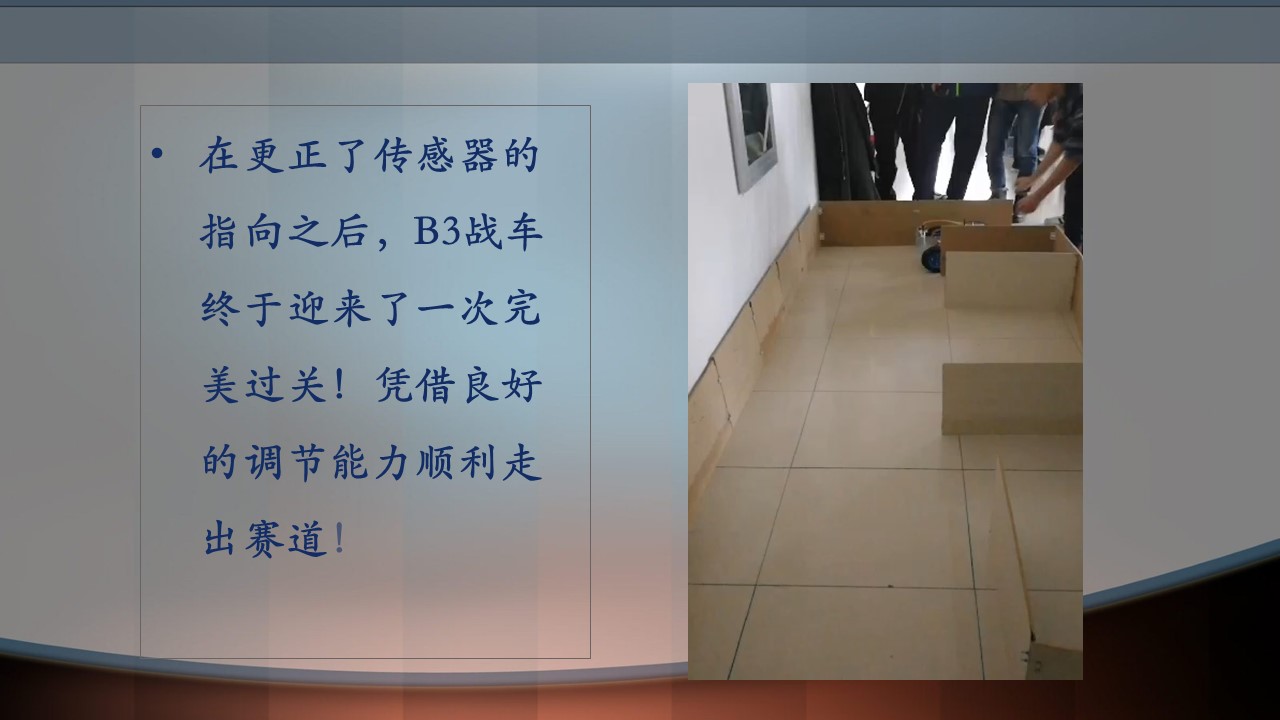 • 在更正了传感器的
指向之后，B3战车
终于迎来了一次完
美过关！凭借良好
的调节能力顺利走
出赛道！